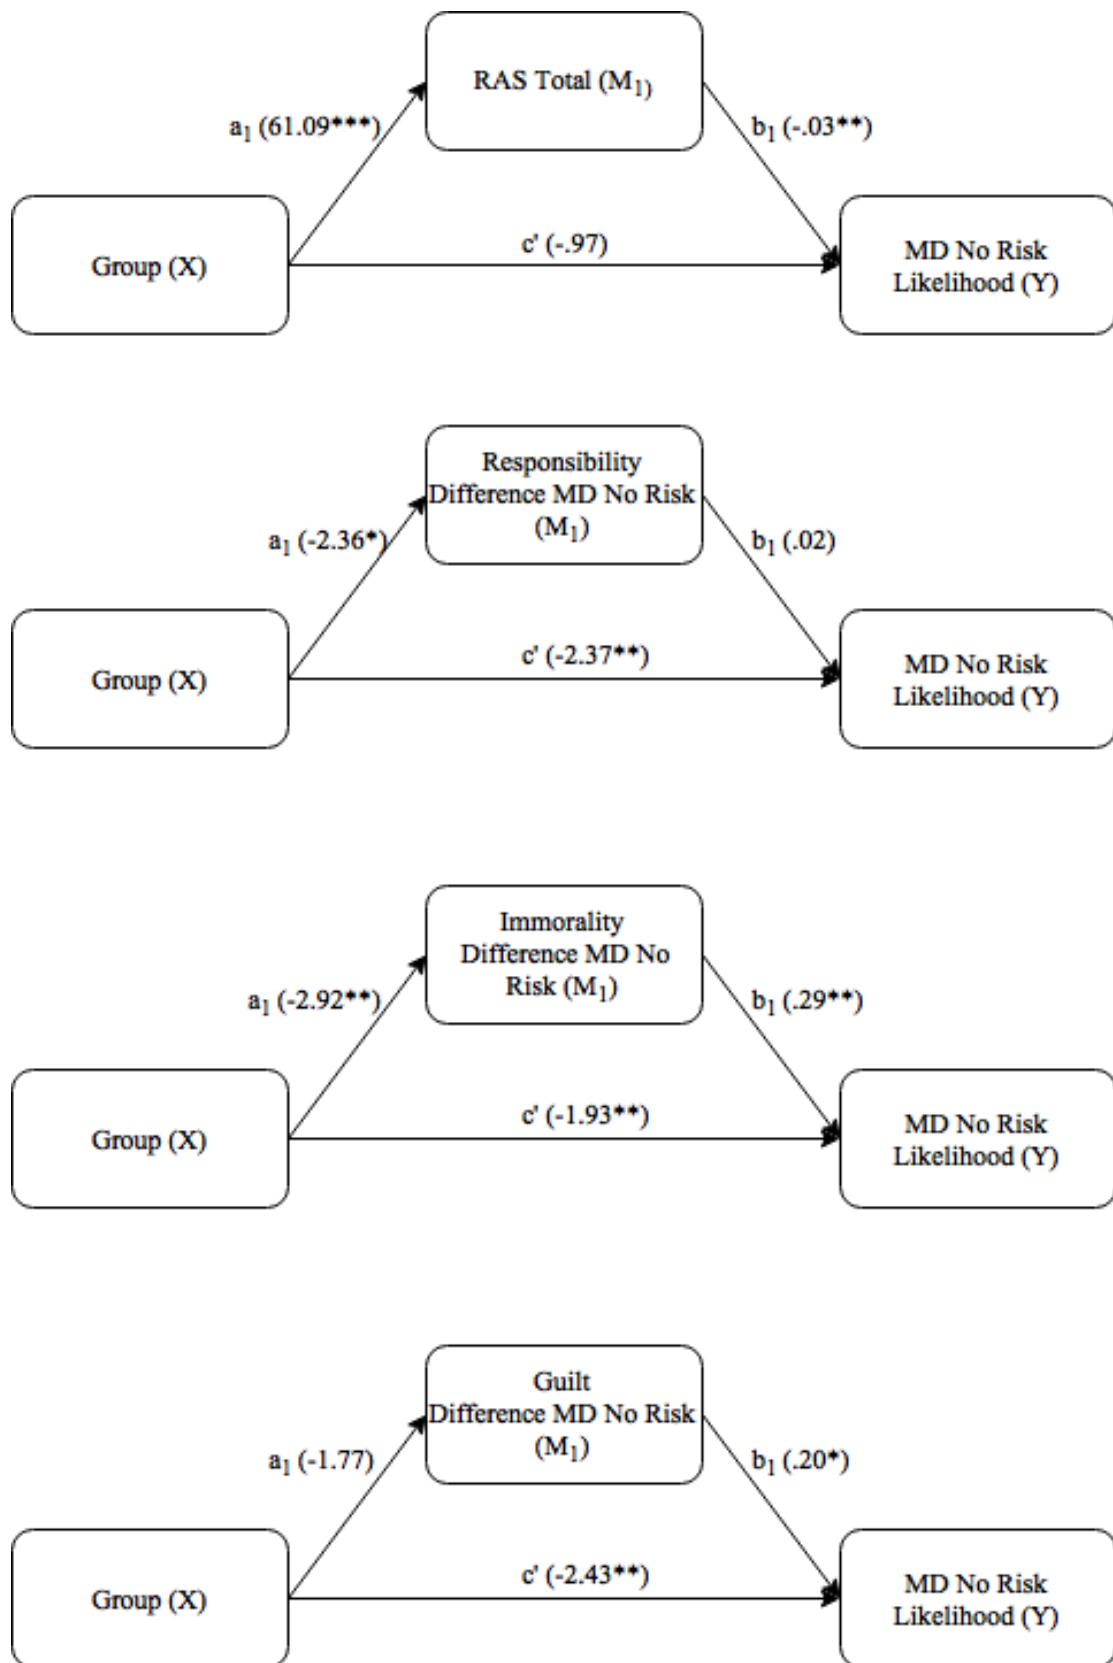 RAS Total (M1)
a1 (61.09***)
b1 (-.03**)
Group (X)
c' (-.97)
MD No Risk
Likelihood (Y)
Responsibility
Difference MD No Risk
(M1)
a1 (-2.36*)
b1 (.02)
Group (X)
c' (-2.37**)
MD No Risk
Likelihood (Y)
Immorality
Difference MD No
Risk (M1)
a1 (-2.92**)
b1 (.29**)
Group (X)
c' (-1.93**)
MD No Risk
Likelihood (Y)
Guilt
Difference MD No Risk
(M1)
a1 (-1.77)
b1 (.20*)
Group (X)
c' (-2.43**)
MD No Risk
Likelihood (Y)